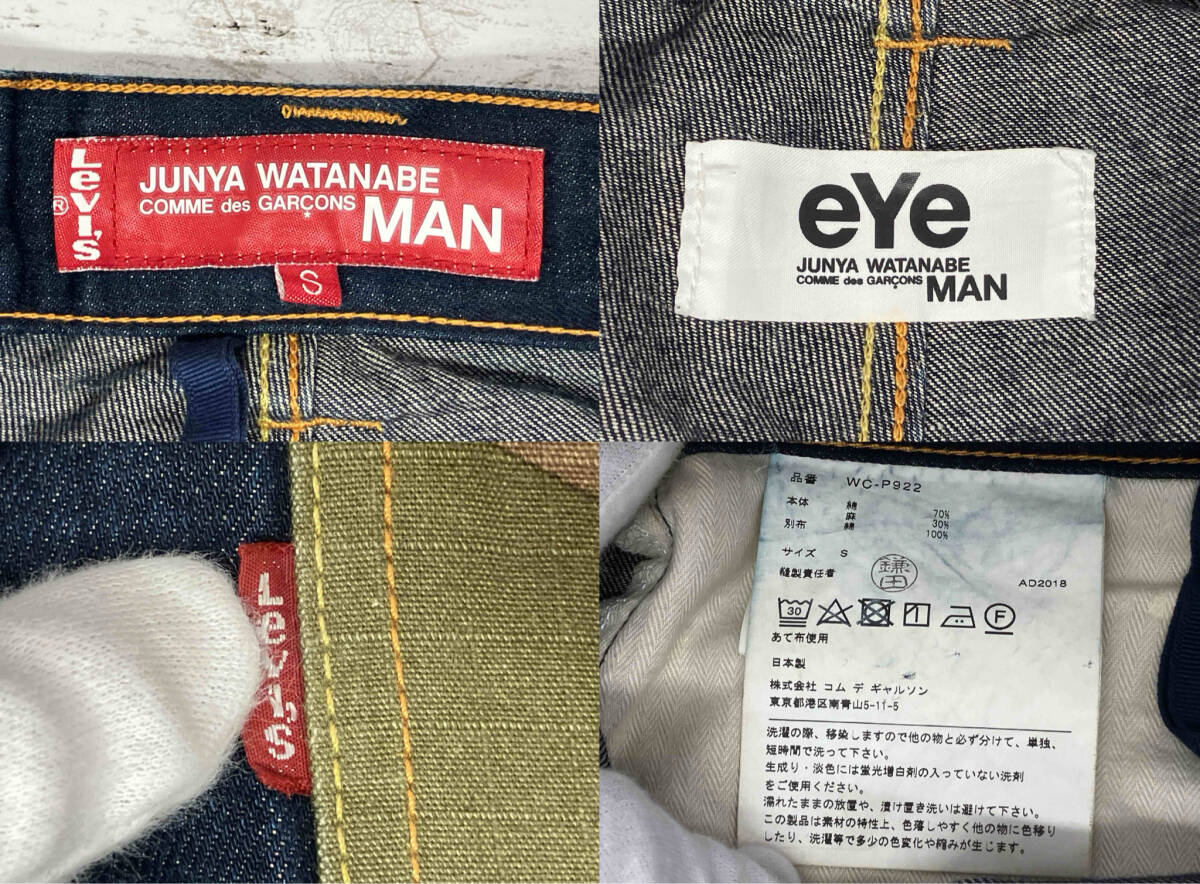 Levi's
®
JUNYA WATANABE
COMME des GARÇONS
MAN
S
eYe
JUNYA WATANABE
COMME des GARÇONS
MAN
Levi's
品番 WC-P922
本体 綿 70%
麻 30%
別布 綿 100%
サイズ S
縫製責任者 鎌田 AD2018
30 1 F
あて布使用
日本製
株式会社 コム デ ギャルソン
東京都港区南青山5-11-5
洗濯の際、移染しますので他の物と必ず分けて、単独、
短時間で洗って下さい。
生成り・淡色には蛍光増白剤の入っていない洗剤
をご使用ください。
濡れたままの放置や、漬け置き洗いは避けて下さい。
この製品は素材の特性上、色落しやすく他の物に色移り
したり、洗濯等で多少の色変化や縮みが生じます。